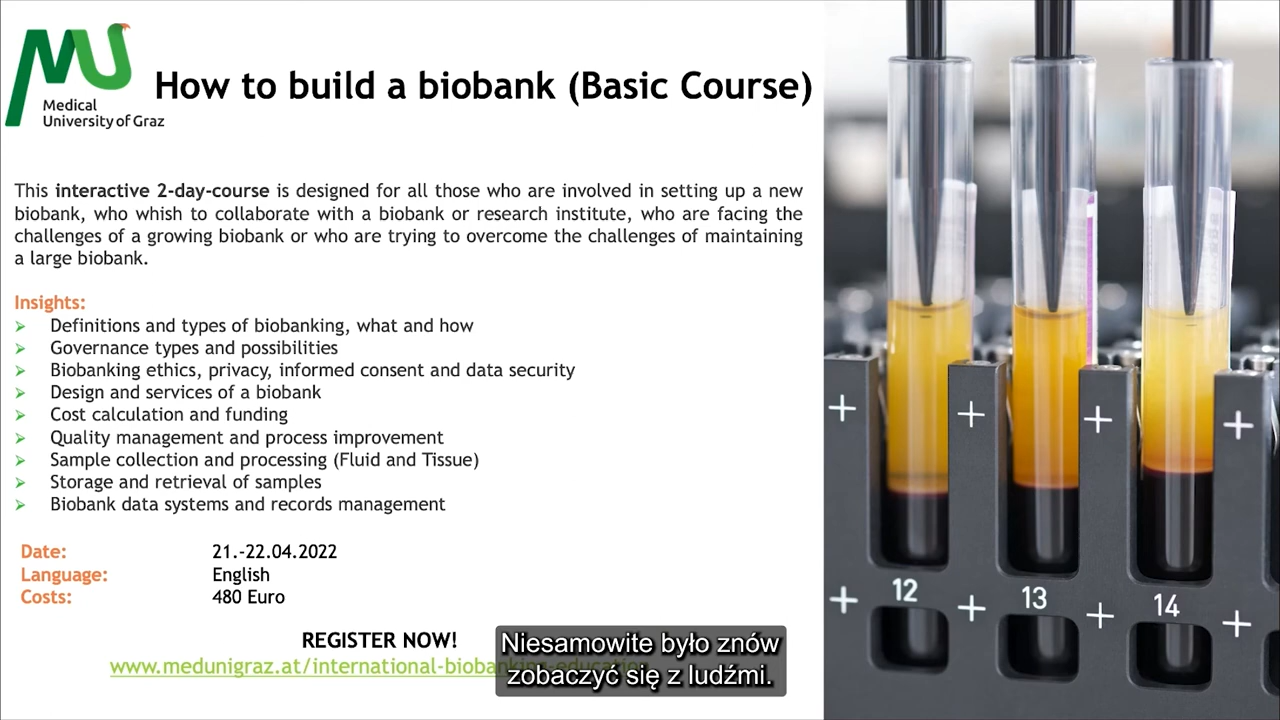 Medical
University of Graz
How to build a biobank (Basic Course)
This interactive 2-day-course is designed for all those who are involved in setting up a new
biobank, who whish to collaborate with a biobank or research institute, who are facing the
challenges of a growing biobank or who are trying to overcome the challenges of maintaining
a large biobank.
Insights:
Definitions and types of biobanking, what and how
Governance types and possibilities
Biobanking ethics, privacy, informed consent and data security
Design and services of a biobank
Cost calculation and funding
Quality management and process improvement
Sample collection and processing (Fluid and Tissue)
Storage and retrieval of samples
Biobank data systems and records management
Date: 21.-22.04.2022
Language: English
Costs: 480 Euro
REGISTER NOW!
www.medunigraz.at/international-biobanking-education
Niesamowite było znów
zobaczyć się z ludźmi.
12 13 14